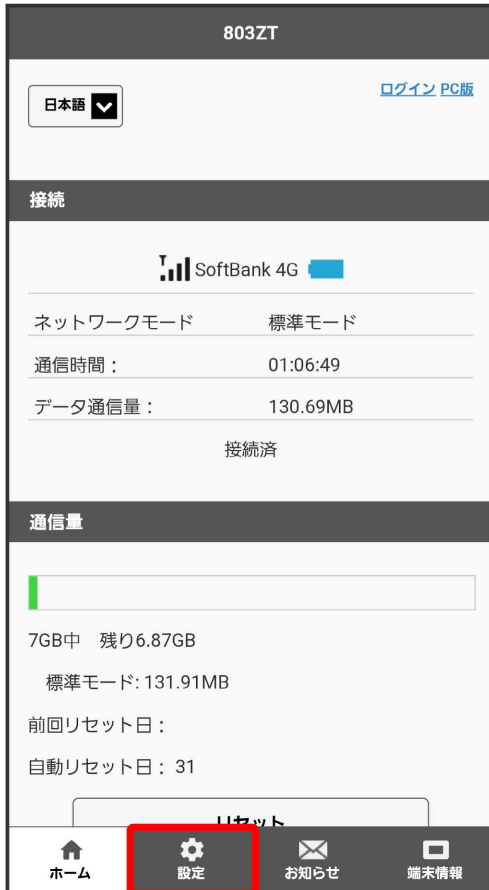 803ZT
日本語
ログイン PC版
接続
SoftBank 4G
ネットワークモード 標準モード
通信時間: 01:06:49
データ通信量: 130.69MB
接続済
通信量
7GB中 残り6.87GB
標準モード: 131.91MB
前回リセット日:
自動リセット日: 31
リセット
ホーム 設定 お知らせ 端末情報